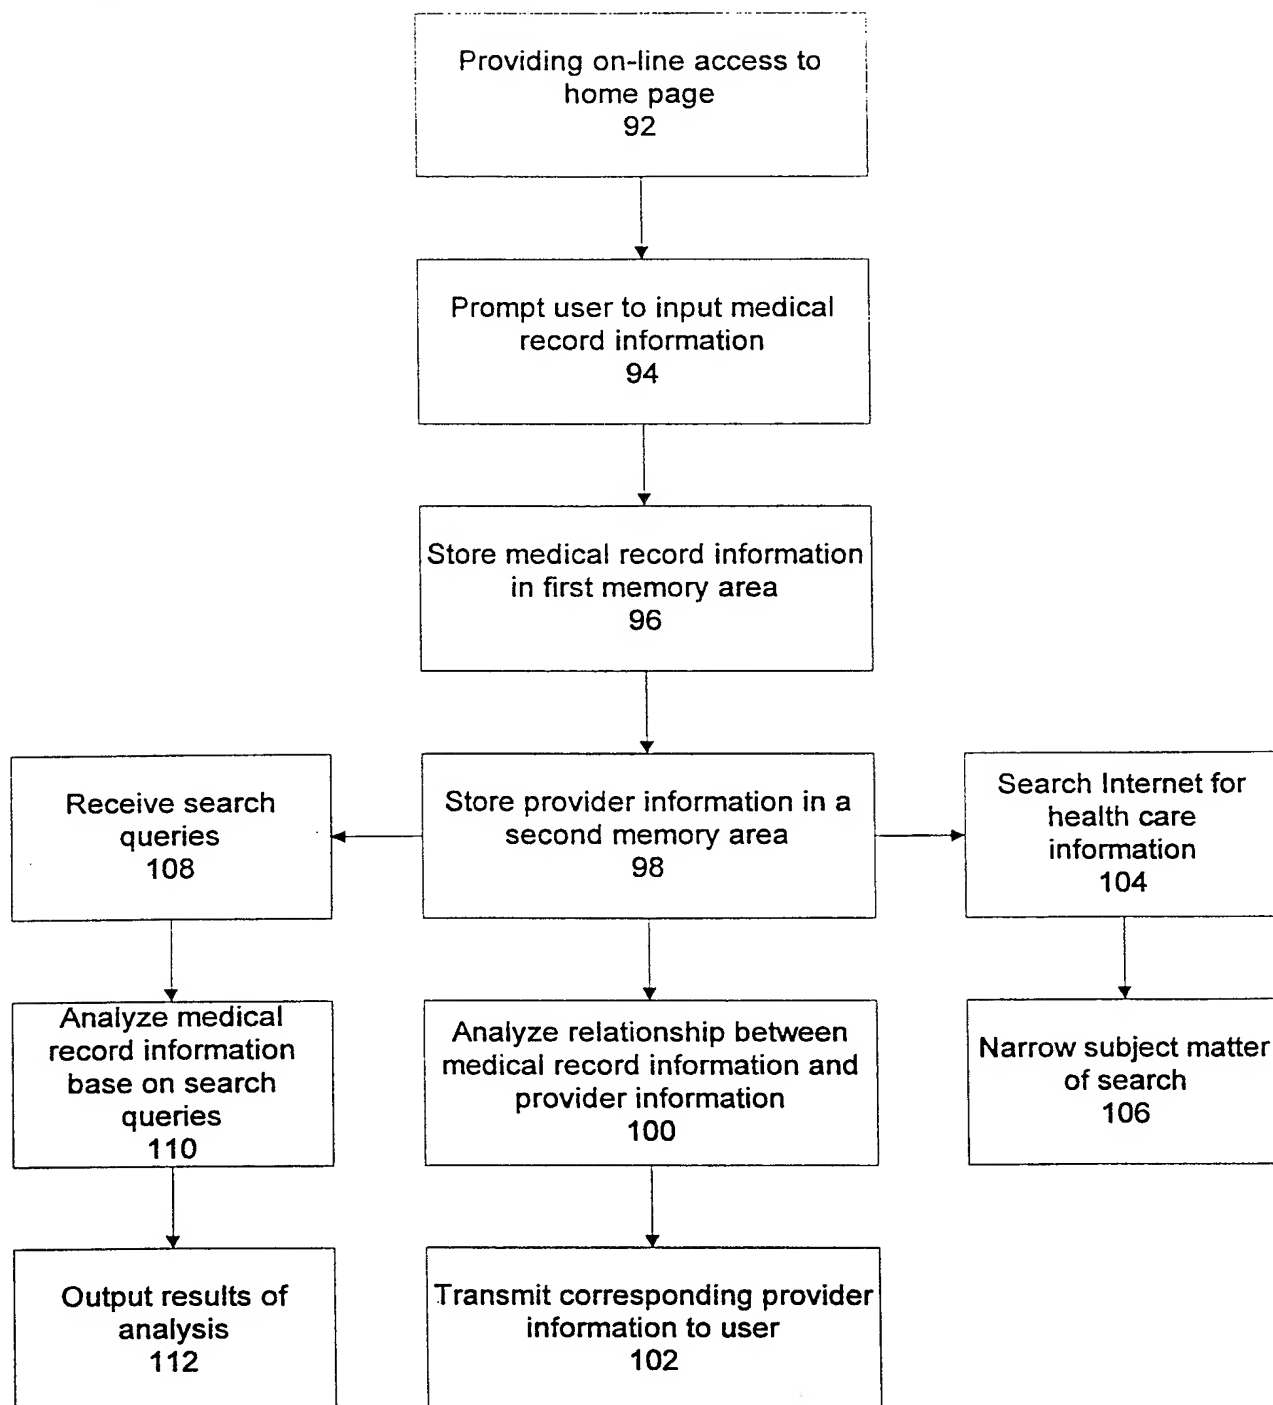 Providing on-line access to
home page
92
Prompt user to input medical
record information
94
Store medical record information
in first memory area
96
Receive search
queries
108
Store provider information in a
second memory area
98
Search Internet for
health care
information
104
Analyze medical
record information
base on search
queries
110
Analyze relationship between
medical record information and
provider information
100
Narrow subject matter
of search
106
Output results of
analysis
112
Transmit corresponding provider
information to user
102